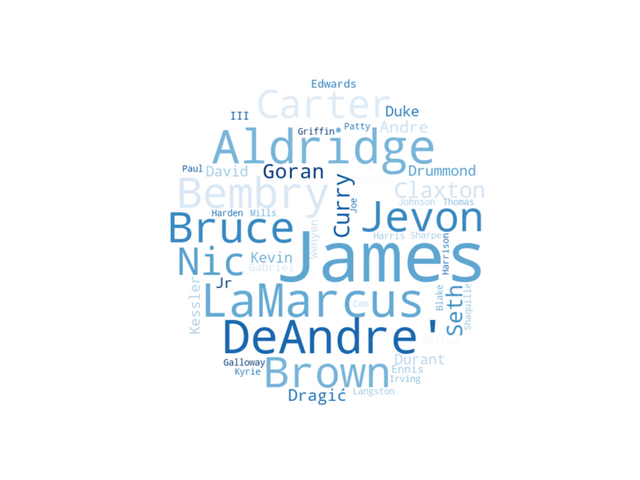 Edwards
Carter
III
Duke
Griffin
Patty
Andre
Aldridge
Paul
David
Goran
Drummond
Bembry
Curry
Claxton
Joe
Johnson
Thomas
Harden
Mills
Bruce
Jevon
Wenyen
Harris
Sharpe
Harrison
Nic
Kevin
Gabriel
James
Kessler
Jr
LaMarcus
Cam
Blake
Seth
Shaquille
DeAndre'
Galloway
Kyrie
Brown
Durant
Ennis
Irving
Dragić
Langston